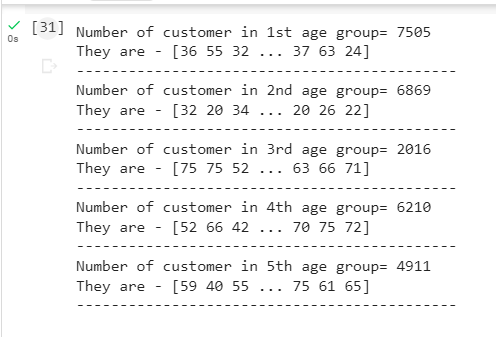 [31]
0s
Number of customer in 1st age group= 7505
They are - [36 55 32 ... 37 63 24]
------------------------------------------------
Number of customer in 2nd age group= 6869
They are - [32 20 34 ... 20 26 22]
------------------------------------------------
Number of customer in 3rd age group= 2016
They are - [75 75 52 ... 63 66 71]
------------------------------------------------
Number of customer in 4th age group= 6210
They are - [52 66 42 ... 70 75 72]
------------------------------------------------
Number of customer in 5th age group= 4911
They are - [59 40 55 ... 75 61 65]
------------------------------------------------